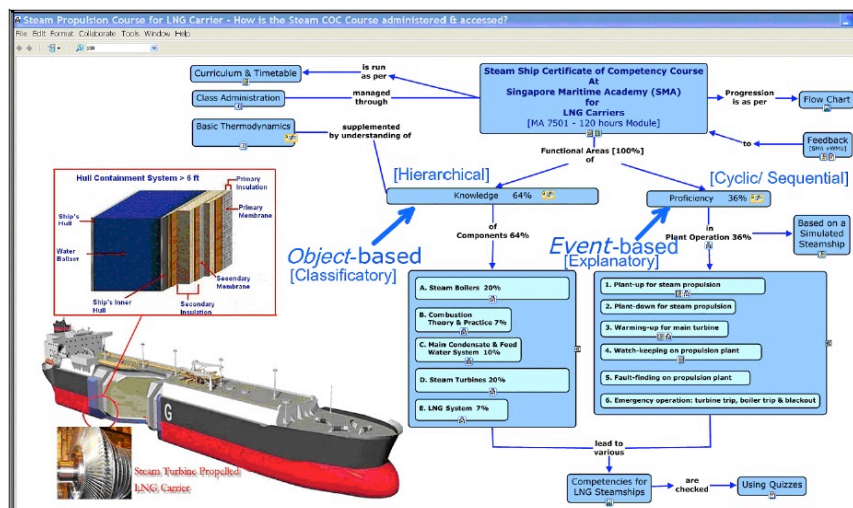 Steam Propulsion Course for LNG Carrier - How is the Steam COC Course administered & accessed?
File Edit Format Collaborate Tools Window Help
100
Curriculum & Timetable
is run
as per
Class Administration
managed
through
Basic Thermodynamics
supplemented
by understanding of
Steam Ship Certificate of Competency Course
At
Singapore Maritime Academy (SMA)
for
LNG Carriers
[MA 7501 - 120 hours Module]
Progression
is as per
Flow Chart
to
Feedback
[SMA +WMU]
Functional Areas [100%]
of
[Hierarchical]
Knowledge 64%
[Cyclic/ Sequential]
Proficiency 36%
Object-based
[Classificatory]
of
Components 64%
Event-based
[Explanatory]
in
Plant Operation 36%
Based on a
Simulated
Steamship
A. Steam Boilers 20%
B. Combustion
Theory & Practice 7%
C. Main Condensate & Feed
Water System 10%
D. Steam Turbines 20%
E. LNG System 7%
1. Plant-up for steam propulsion
2. Plant-down for steam propulsion
3. Warming-up for main turbine
4. Watch-keeping on propulsion plant
5. Fault-finding on propulsion plant
6. Emergency operation: turbine trip, boiler trip & blackout
lead to
various
Competencies for
LNG Steamships
are
checked
Using Quizzes
Hull Containment System > 6 ft
Primary
Insulation
Primary
Membrane
Ship's
Hull
Water
Ballast
Ship's Inner
Hull
Secondary
Membrane
Secondary
Insulation
G
Steam Turbine Propelled
LNG Carrier